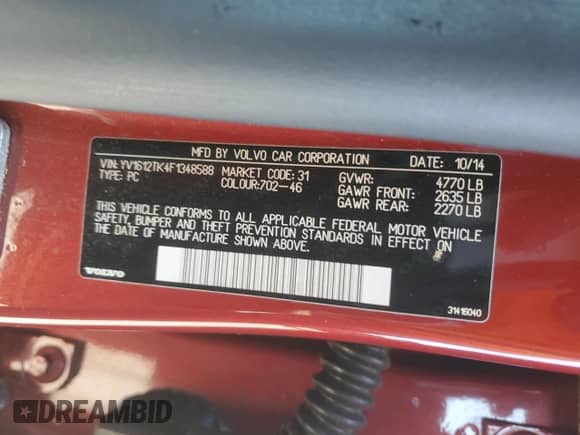 MFD BY VOLVO CAR CORPORATION DATE: 10/14
VIN: YV1612TK4F1348588 MARKET CODE: 31 GVWR: 4770 LB
TYPE: PC COLOUR: 702-46 GAWR FRONT: 2635 LB
GAWR REAR: 2270 LB
THIS VEHICLE CONFORMS TO ALL APPLICABLE FEDERAL MOTOR VEHICLE
SAFETY, BUMPER AND THEFT PREVENTION STANDARDS IN EFFECT ON
THE DATE OF MANUFACTURE SHOWN ABOVE.
VOLVO
31416040
DREAMBID